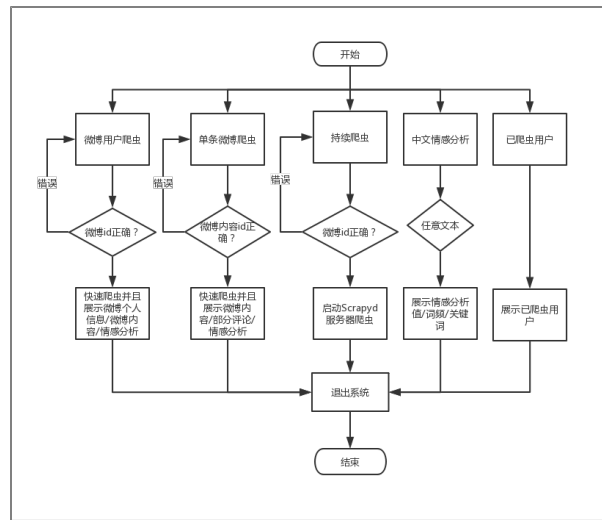 开始
微博用户爬虫
单条微博爬虫
持续爬虫
中文情感分析
已爬虫用户
错误
错误
错误
微博id正确？
微博内容id正
确？
微博id正确？
任意文本
快速爬虫并且
展示微博个人
信息/微博内
容/情感分析
快速爬虫并且
展示微博内
容/部分评论/
情感分析
启动Scrapyd
服务器爬虫
展示情感分析
值/词频/关键
词
展示已爬虫用
户
退出系统
结束